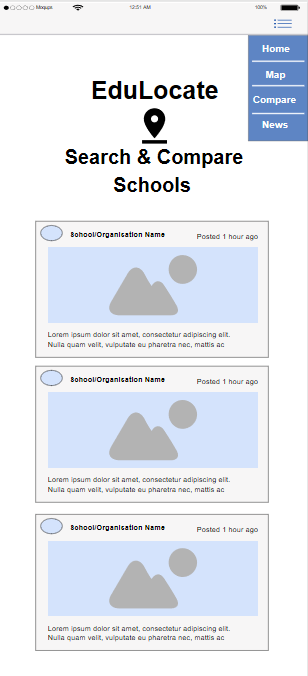 Moqups 12:51 AM 100%
Home
Map
Compare
News
EduLocate
Search & Compare
Schools
School/Organisation Name Posted 1 hour ago
Lorem ipsum dolor sit amet, consectetur adipiscing elit.
Nulla quam velit, vulputate eu pharetra nec, mattis ac
School/Organisation Name Posted 1 hour ago
Lorem ipsum dolor sit amet, consectetur adipiscing elit.
Nulla quam velit, vulputate eu pharetra nec, mattis ac
School/Organisation Name Posted 1 hour ago
Lorem ipsum dolor sit amet, consectetur adipiscing elit.
Nulla quam velit, vulputate eu pharetra nec, mattis ac